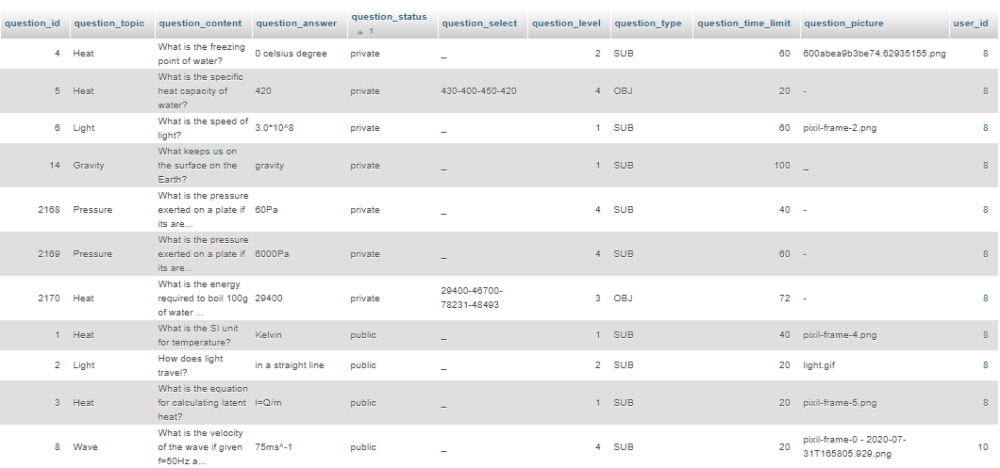 question_id question_topic question_content question_answer question_status 1 question_select question_level question_type question_time_limit question_picture user_id
4 Heat What is the freezing point of water? 0 celsius degree private _ 2 SUB 60 600abea9b3be74.62935155.png 8
5 Heat What is the specific heat capacity of water? 420 private 430-400-450-420 4 OBJ 20 - 8
6 Light What is the speed of light? 3.0*10^8 private _ 1 SUB 60 pixil-frame-2.png 8
14 Gravity What keeps us on the surface on the Earth? gravity private _ 1 SUB 100 _ 8
2168 Pressure What is the pressure exerted on a plate if its are... 60Pa private _ 4 SUB 40 - 8
2169 Pressure What is the pressure exerted on a plate if its are... 6000Pa private _ 4 SUB 60 - 8
2170 Heat What is the energy required to boil 100g of water ... 29400 private 29400-46700-78231-48493 3 OBJ 72 - 8
1 Heat What is the SI unit for temperature? Kelvin public _ 1 SUB 40 pixil-frame-4.png 8
2 Light How does light travel? in a straight line public _ 2 SUB 20 light.gif 8
3 Heat What is the equation for calculating latent heat? l=Q/m public _ 1 SUB 20 pixil-frame-5.png 8
8 Wave What is the velocity of the wave if given f=50Hz a... 75ms^-1 public _ 4 SUB 20 pixil-frame-0 - 2020-07-31T165805.929.png 10